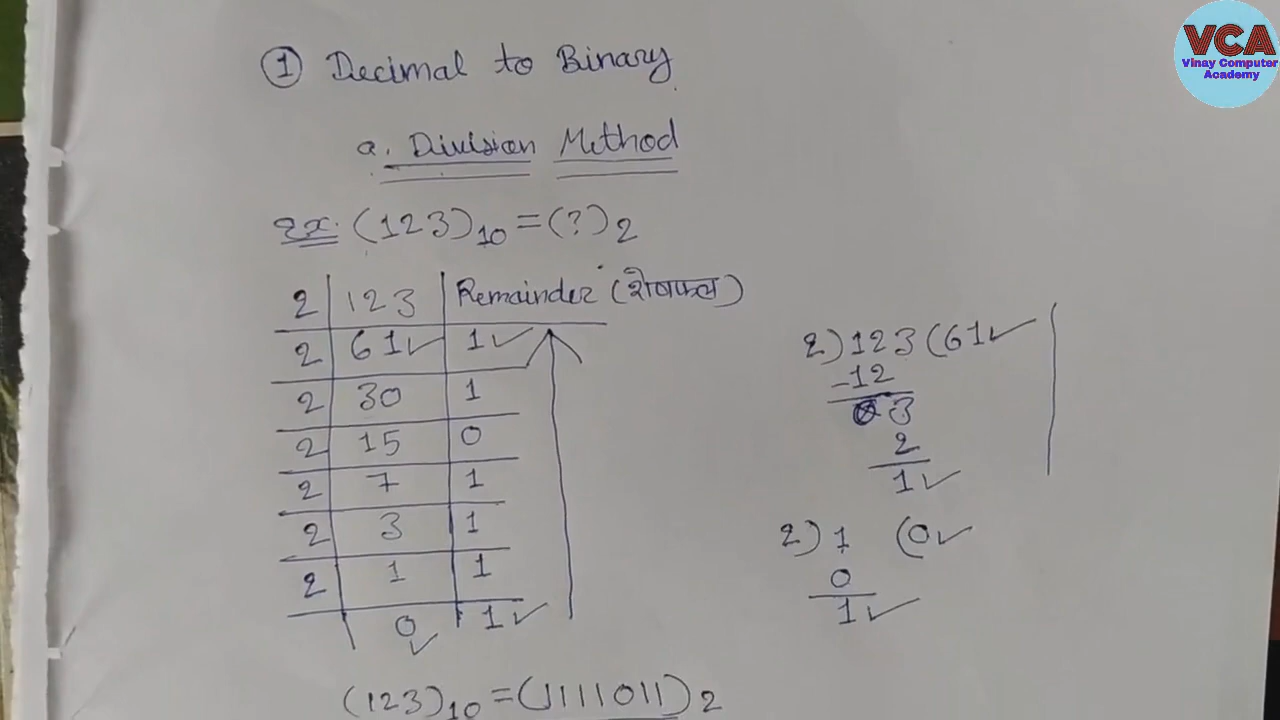 VCA
Vinay Computer
Academy
① Decimal to Binary
a. Division Method
Ex: (123)10 = (?)2
2 | 123 | Remainder (शेषफल)
2 | 61✓ | 1✓
2 | 30 | 1
2 | 15 | 0
2 | 7 | 1
2 | 3 | 1
2 | 1 | 1
0✓ | 1✓
(123)10 = (1111011)2
2)123(61✓
-12
03
2
1✓
2)1 (0✓
0
1✓